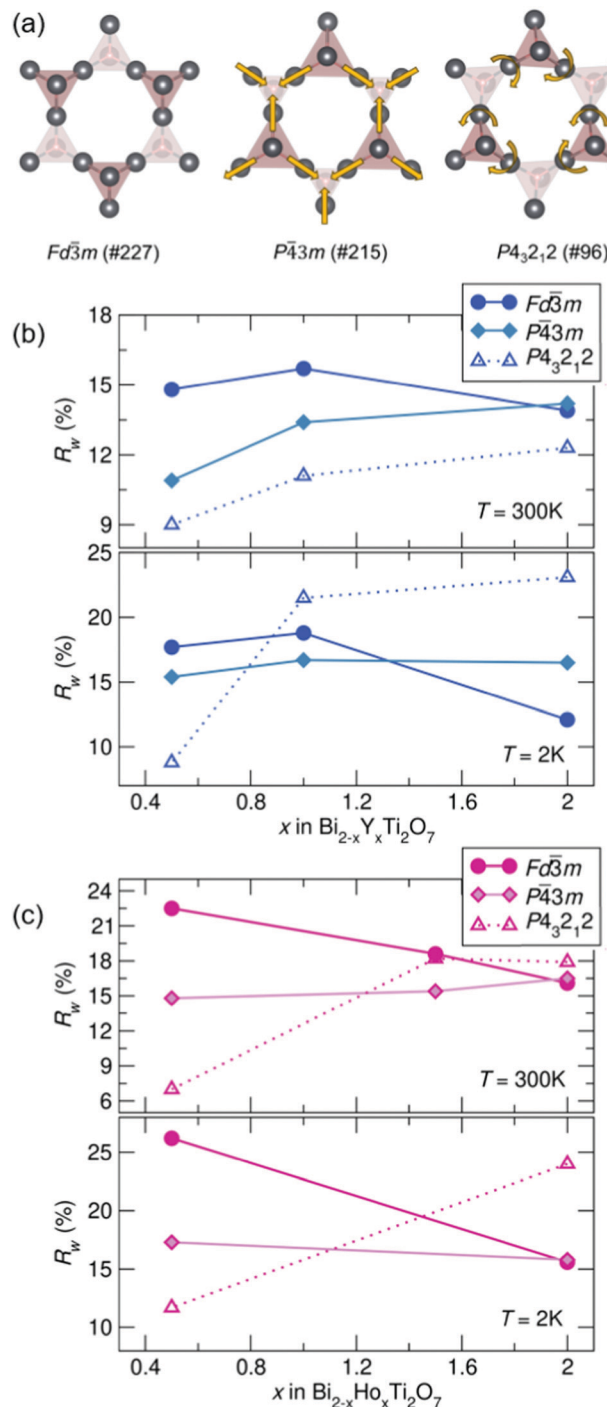 (a)
Fd3̅m (#227) P4̅3m (#215) P4₃2₁2 (#96)
(b)
Fd3̅m
P4̅3m
P4₃2₁2
18
15
12
9
R_w (%)
T = 300K
25
20
15
10
R_w (%)
T = 2K
0.4 0.8 1.2 1.6 2
x in Bi₂₋ₓYₓTi₂O₇
(c)
Fd3̅m
P4̅3m
P4₃2₁2
24
21
18
15
12
9
6
R_w (%)
T = 300K
25
20
15
10
R_w (%)
T = 2K
0.4 0.8 1.2 1.6 2
x in Bi₂₋ₓHoₓTi₂O₇